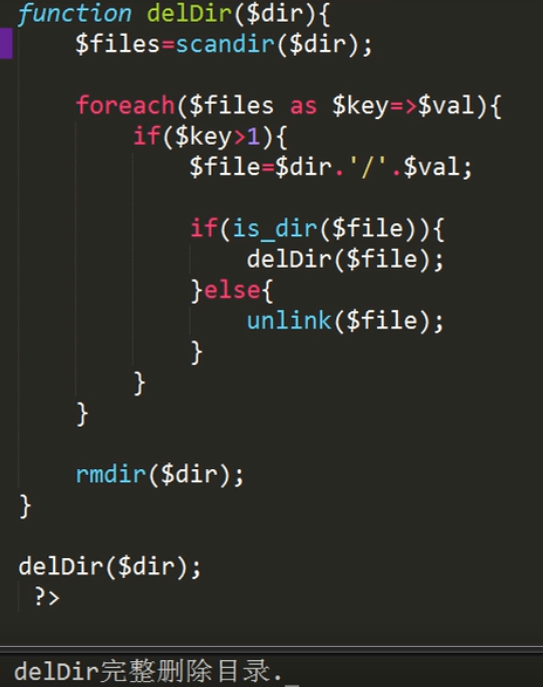 function delDir($dir){
    $files=scandir($dir);
    foreach($files as $key=>$val){
        if($key>1){
            $file=$dir.'/'.$val;
            if(is_dir($file)){
                delDir($file);
            }else{
                unlink($file);
            }
        }
    }
    rmdir($dir);
}
delDir($dir);
 ?>
delDir完整删除目录._